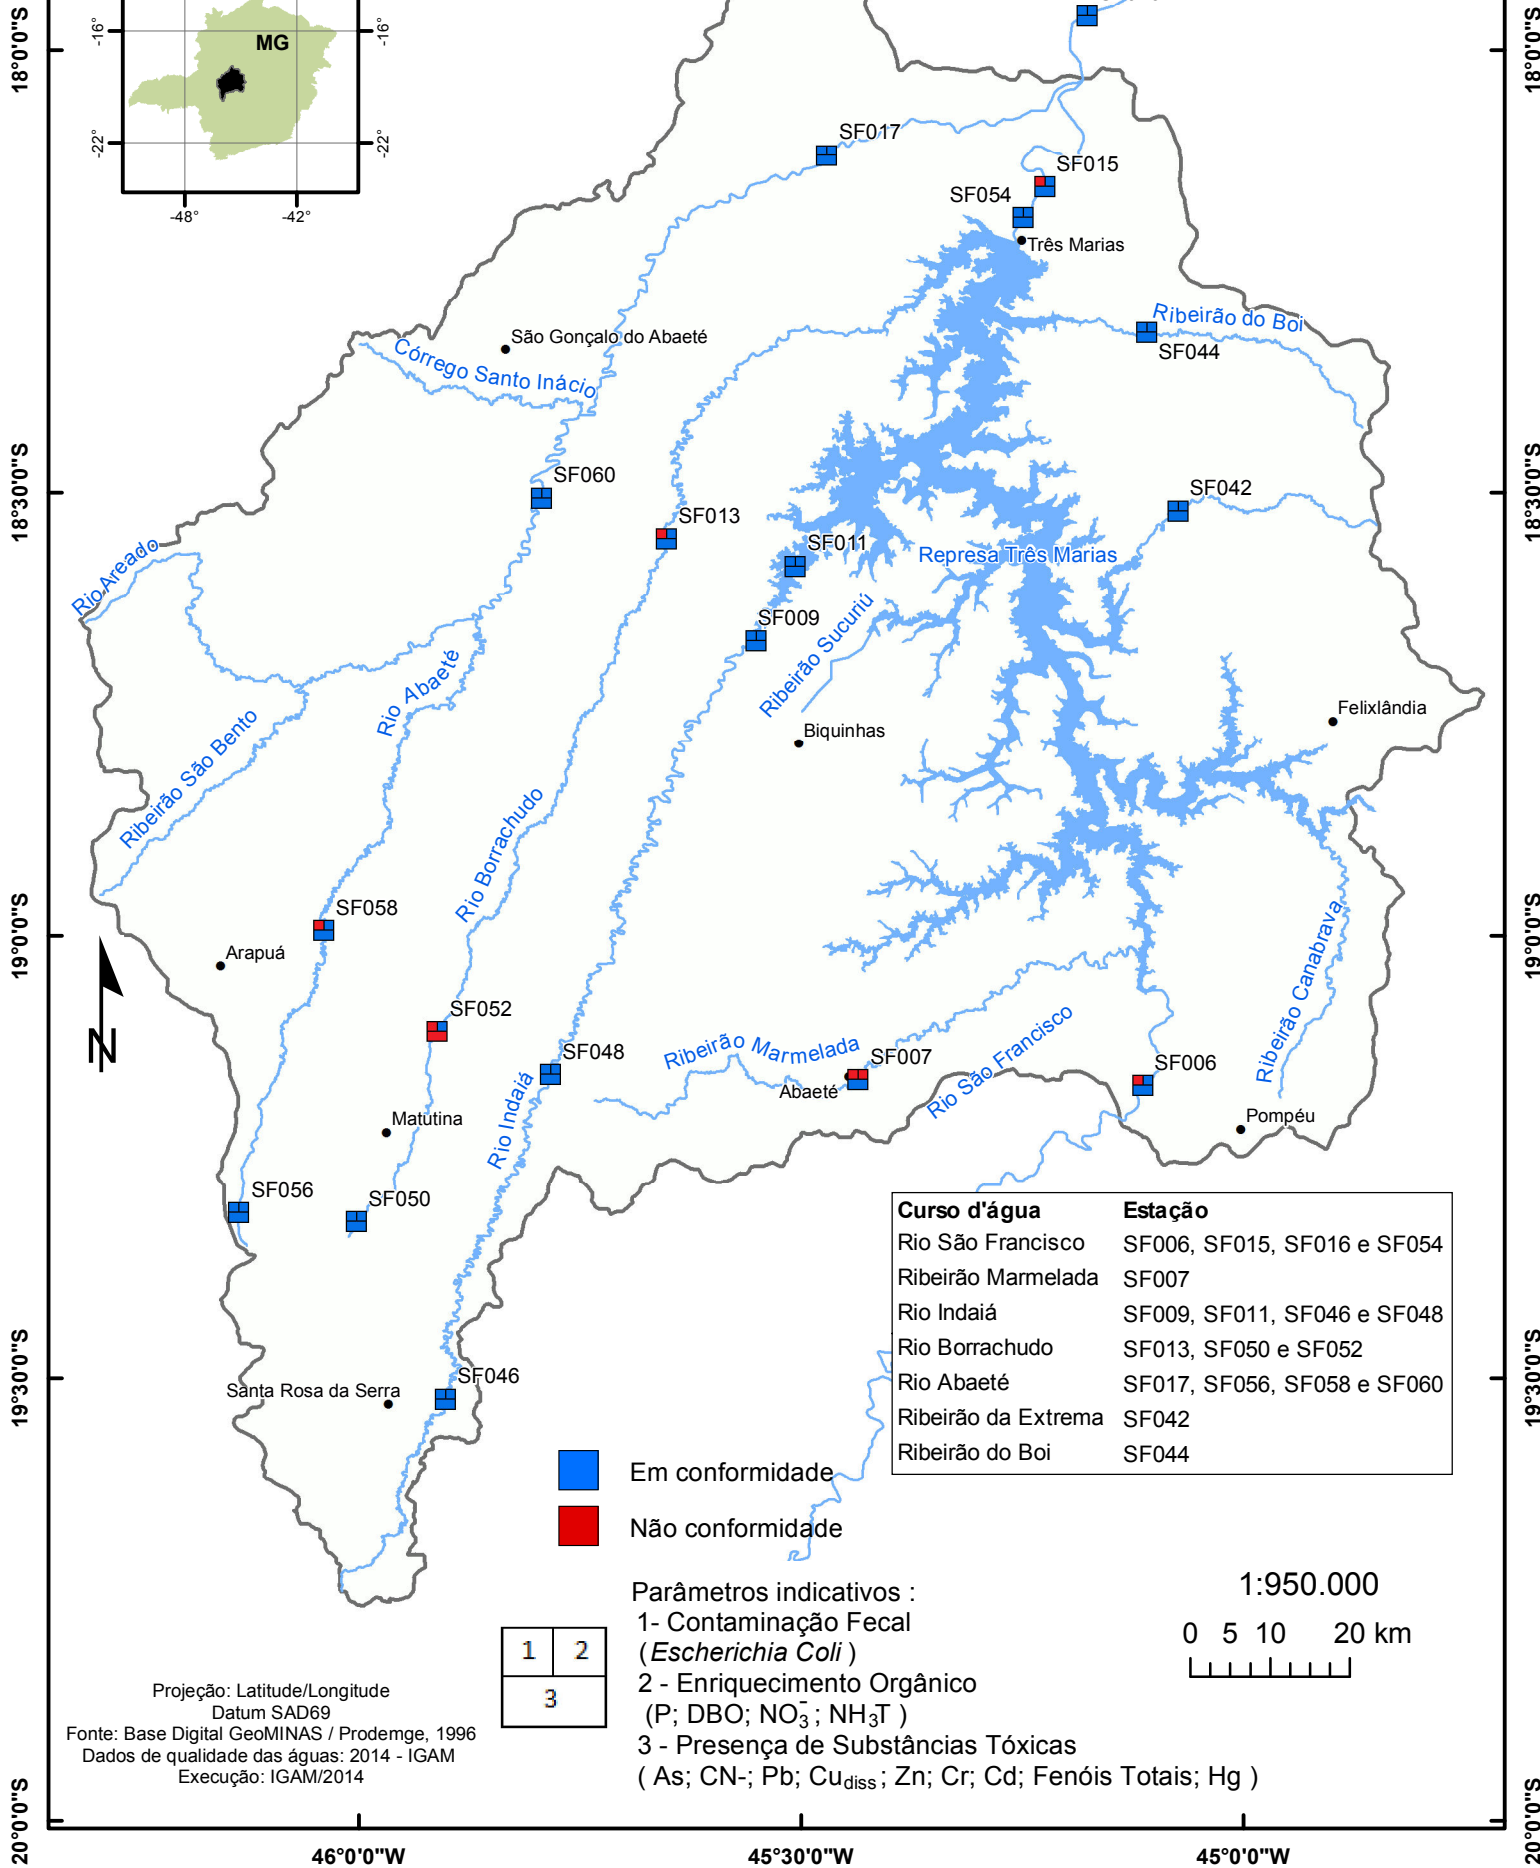 18°0'0"S
18°0'0"S
-16°
-16°
MG
-22°
-22°
-48°
-42°
SF017
SF015
SF054
Três Marias
Ribeirão do Boi
SF044
São Gonçalo do Abaeté
Córrego Santo Inácio
18°30'0"S
18°30'0"S
SF060
SF042
SF013
SF011
Represa Três Marias
Rio Areado
SF009
Ribeirão Sucuriú
Rio Abaeté
Felixlândia
Biquinhas
Ribeirão São Bento
Rio Borrachudo
SF058
19°0'0"S
19°0'0"S
Arapuá
Ribeirão Canabrava
N
SF052
SF048
Ribeirão Marmelada
SF007
Rio São Francisco
SF006
Abaeté
Matutina
Rio Indaiá
Pompéu
SF056
SF050
Curso d'água Estação
Rio São Francisco SF006, SF015, SF016 e SF054
Ribeirão Marmelada SF007
Rio Indaiá SF009, SF011, SF046 e SF048
Rio Borrachudo SF013, SF050 e SF052
Rio Abaeté SF017, SF056, SF058 e SF060
Ribeirão da Extrema SF042
Ribeirão do Boi SF044
19°30'0"S
19°30'0"S
SF046
Santa Rosa da Serra
Em conformidade
Não conformidade
Parâmetros indicativos :
1- Contaminação Fecal
(Escherichia Coli )
2 - Enriquecimento Orgânico
(P; DBO; NO₃⁻; NH₃T )
3 - Presença de Substâncias Tóxicas
( As; CN-; Pb; Cu diss; Zn; Cr; Cd; Fenóis Totais; Hg )
1 2
3
1:950.000
0 5 10 20 km
Projeção: Latitude/Longitude
Datum SAD69
Fonte: Base Digital GeoMINAS / Prodemge, 1996
Dados de qualidade das águas: 2014 - IGAM
Execução: IGAM/2014
20°0'0"S
20°0'0"S
46°0'0"W
45°30'0"W
45°0'0"W